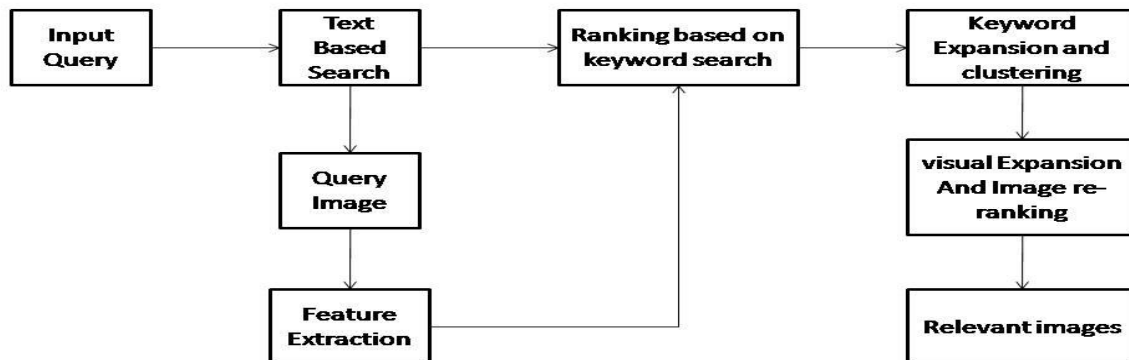 Input
Query
Text
Based
Search
Ranking based on
keyword search
Keyword
Expansion and
clustering
Query
Image
visual Expansion
And Image re-
ranking
Feature
Extraction
Relevant images